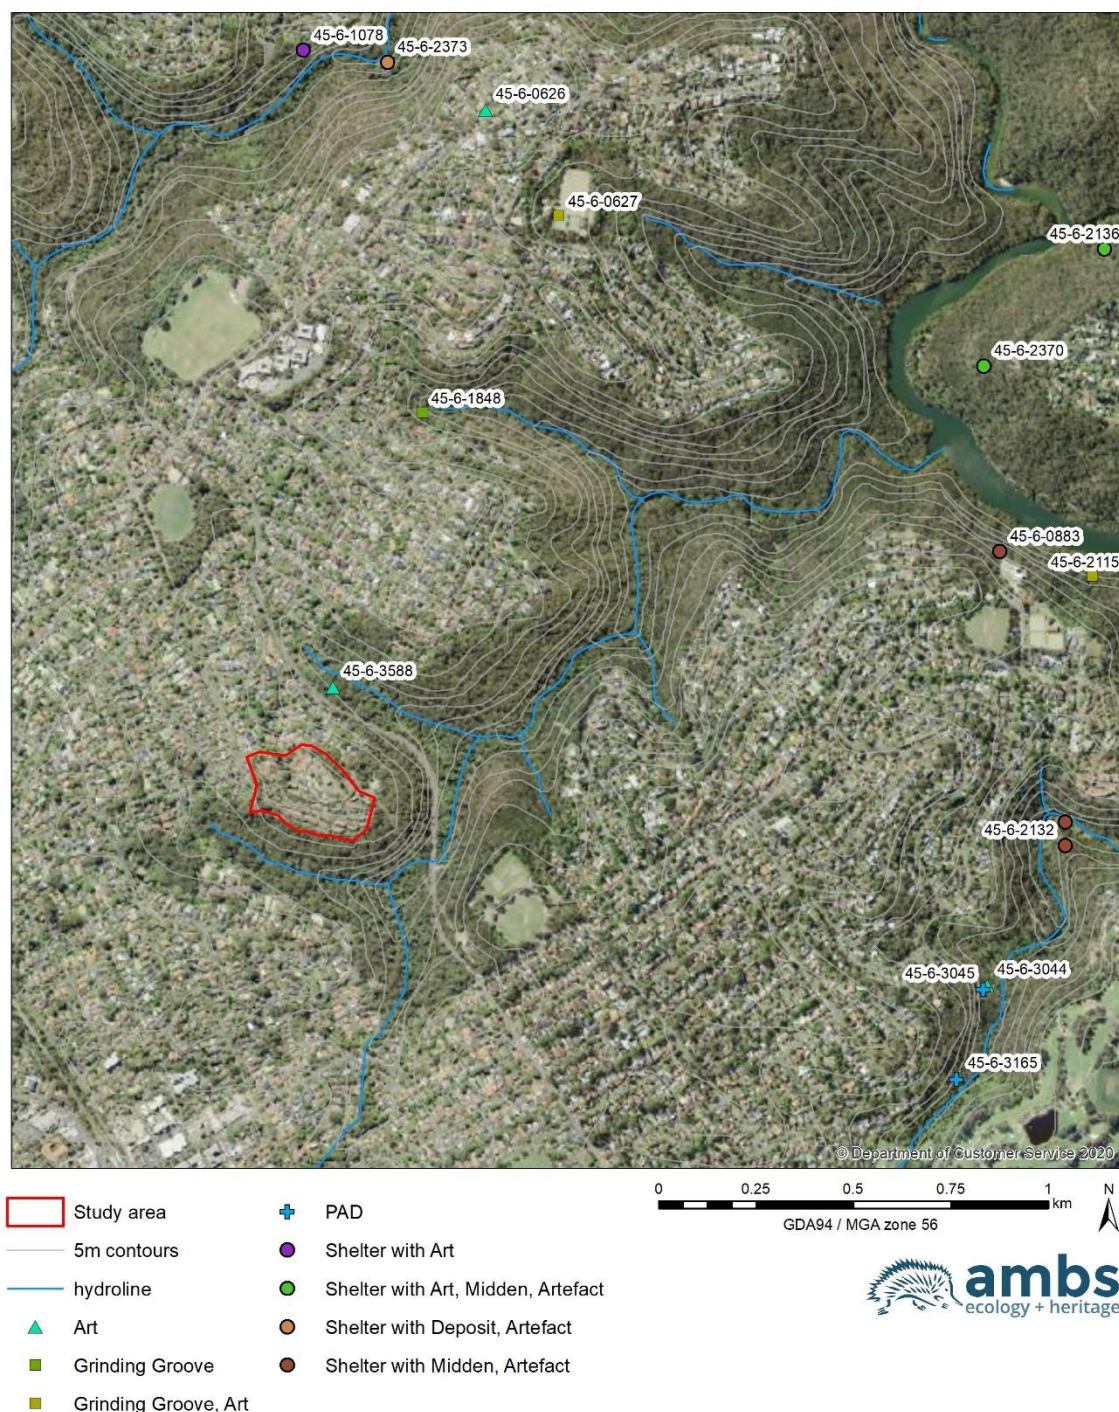 45-6-1078
45-6-2373
45-6-0626
45-6-0627
45-6-2136
45-6-2370
45-6-1848
45-6-0883
45-6-2115
45-6-3588
45-6-2132
45-6-3045
45-6-3044
45-6-3165
© Department of Customer Service 2020
Study area
5m contours
hydroline
Art
Grinding Groove
Grinding Groove, Art
PAD
Shelter with Art
Shelter with Art, Midden, Artefact
Shelter with Deposit, Artefact
Shelter with Midden, Artefact
0 0.25 0.5 0.75 1
km
GDA94 / MGA zone 56
N
ambs
ecology + heritage